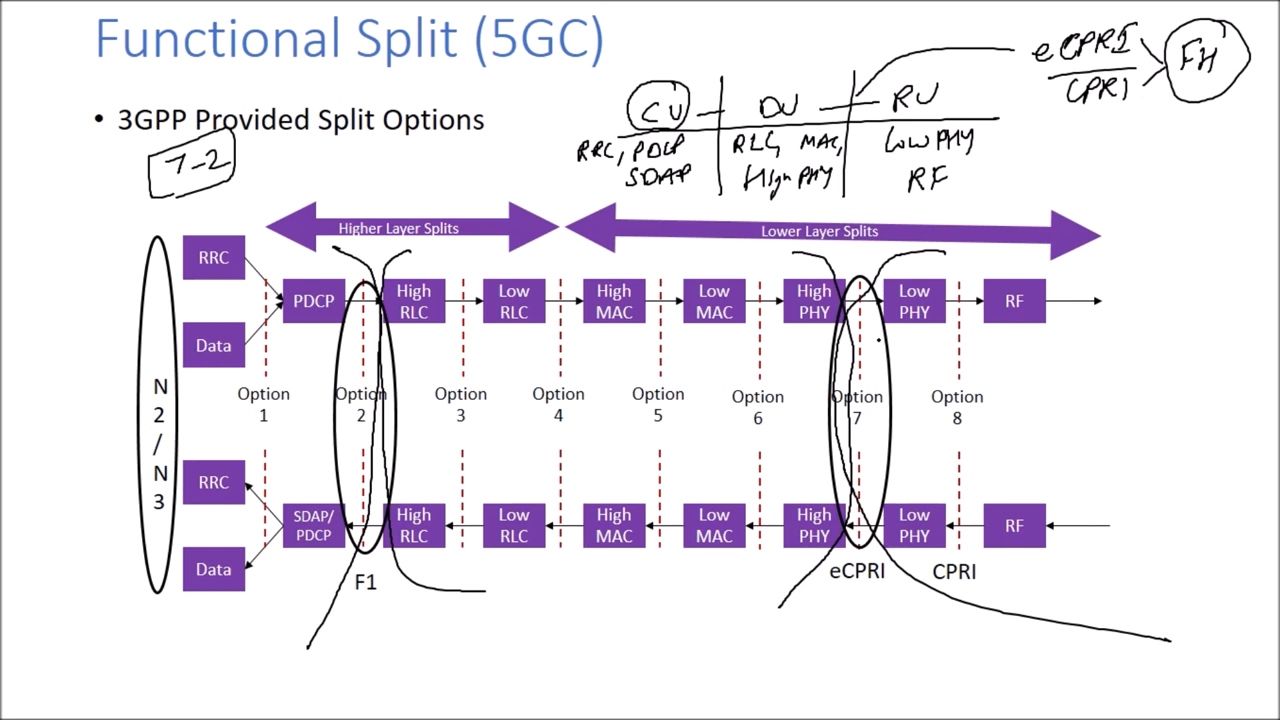 Functional Split (5GC)
• 3GPP Provided Split Options
7-2
CU - DU - RU
RRC, PDCP SDAP
RLC, MAC, High PHY
Low PHY RF
eCPRI
CPRI
FH
Higher Layer Splits
Lower Layer Splits
RRC
PDCP
Data
High RLC
Low RLC
High MAC
Low MAC
High PHY
Low PHY
RF
N2/N3
Option 1
Option 2
Option 3
Option 4
Option 5
Option 6
Option 7
Option 8
RRC
SDAP/PDCP
Data
High RLC
Low RLC
High MAC
Low MAC
High PHY
Low PHY
RF
F1
eCPRI
CPRI